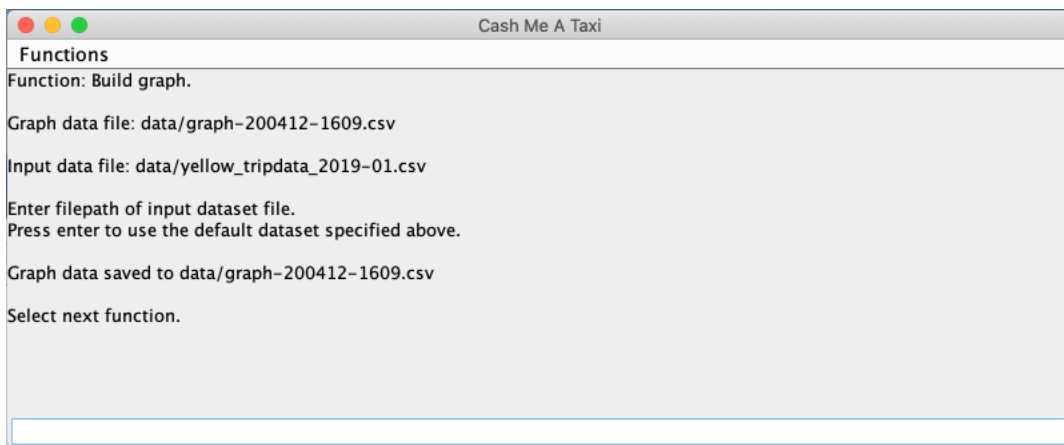 Cash Me A Taxi
Functions
Function: Build graph.
Graph data file: data/graph-200412-1609.csv
Input data file: data/yellow_tripdata_2019-01.csv
Enter filepath of input dataset file.
Press enter to use the default dataset specified above.
Graph data saved to data/graph-200412-1609.csv
Select next function.